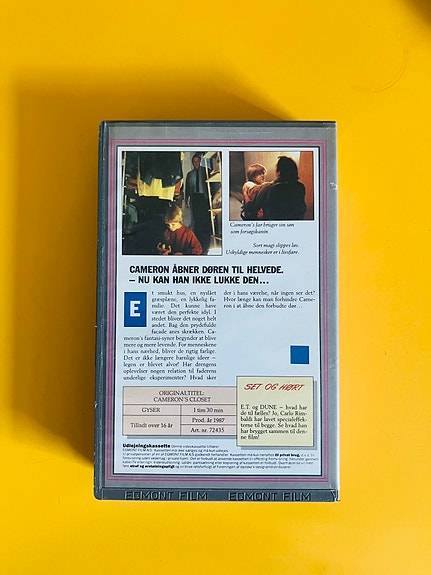 Cameron's far bruger sin søn
som forsøgskanin.
Sort magi slippes løs.
Uskyldige mennesker er i livsfare.
CAMERON ÅBNER DØREN TIL HELVEDE.
– NU KAN HAN IKKE LUKKE DEN...
Et smukt hus, en nyslået
græsplæne, en lykkelig fa-
milie. Det kunne have
været den perfekte idyl. I
stedet bliver det noget helt
andet. Bag den prydefulde
façade anes skrækken. Ca-
meron's fantasi-syner begynder at blive
mere og mere levende. For menneskene
i hans nærhed, bliver de rigtig farlige.
Det er ikke længere barnlige ideer –
legen er blevet alvor! Har drengens
oplevelser nogen relation til faderens
underlige eksperimenter? Hvad sker
der i hans værelse, når ingen ser det?
Hvor længe kan man forhindre Came-
ron i at åbne den forbudte dør...
ORIGINALTITEL:
CAMERON'S CLOSET
GYSER
1 time 30 min
Tilladt over 16 år
Prod. år 1987
Art. nr. 72435
SET OG HØRT
E.T. og DUNE – hvad har
de til fælles? Jo, Carlo Ram-
baldi har lavet specialeffek-
terne til begge. Se hvad han
har brygget sammen til den-
ne film!
Udlejningskassette
EGMONT FILM EGMONT FILM